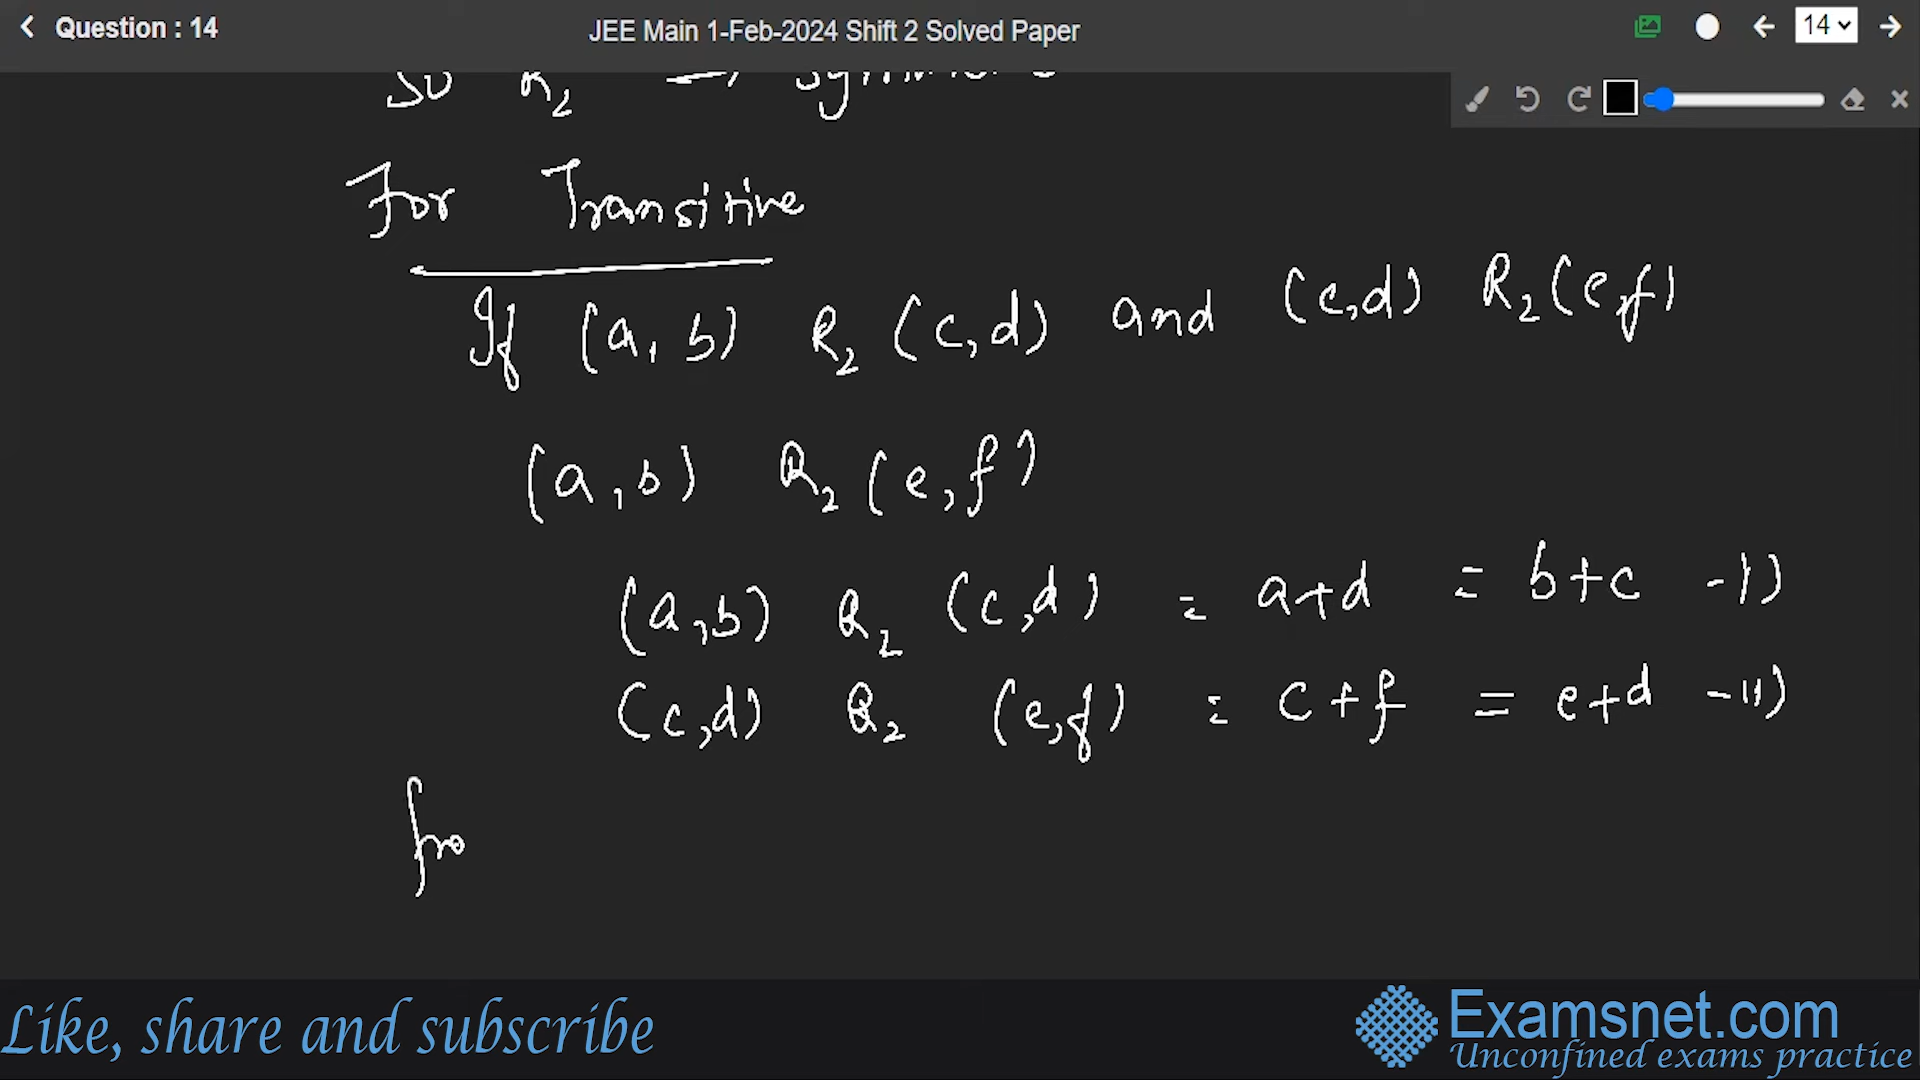 Question : 14
JEE Main 1-Feb-2024 Shift 2 Solved Paper
14
So R2 → Symmetric
For Transitive
If (a, b) R2 (c, d) and (c,d) R2 (e,f)
(a, b) R2 (e, f)
(a, b) R2 (c, d) = a+d = b+c -1)
(c,d) R2 (e,f) = c+f = e+d -11)
fro
Like, share and subscribe
Examsnet.com
Unconfined exams practice